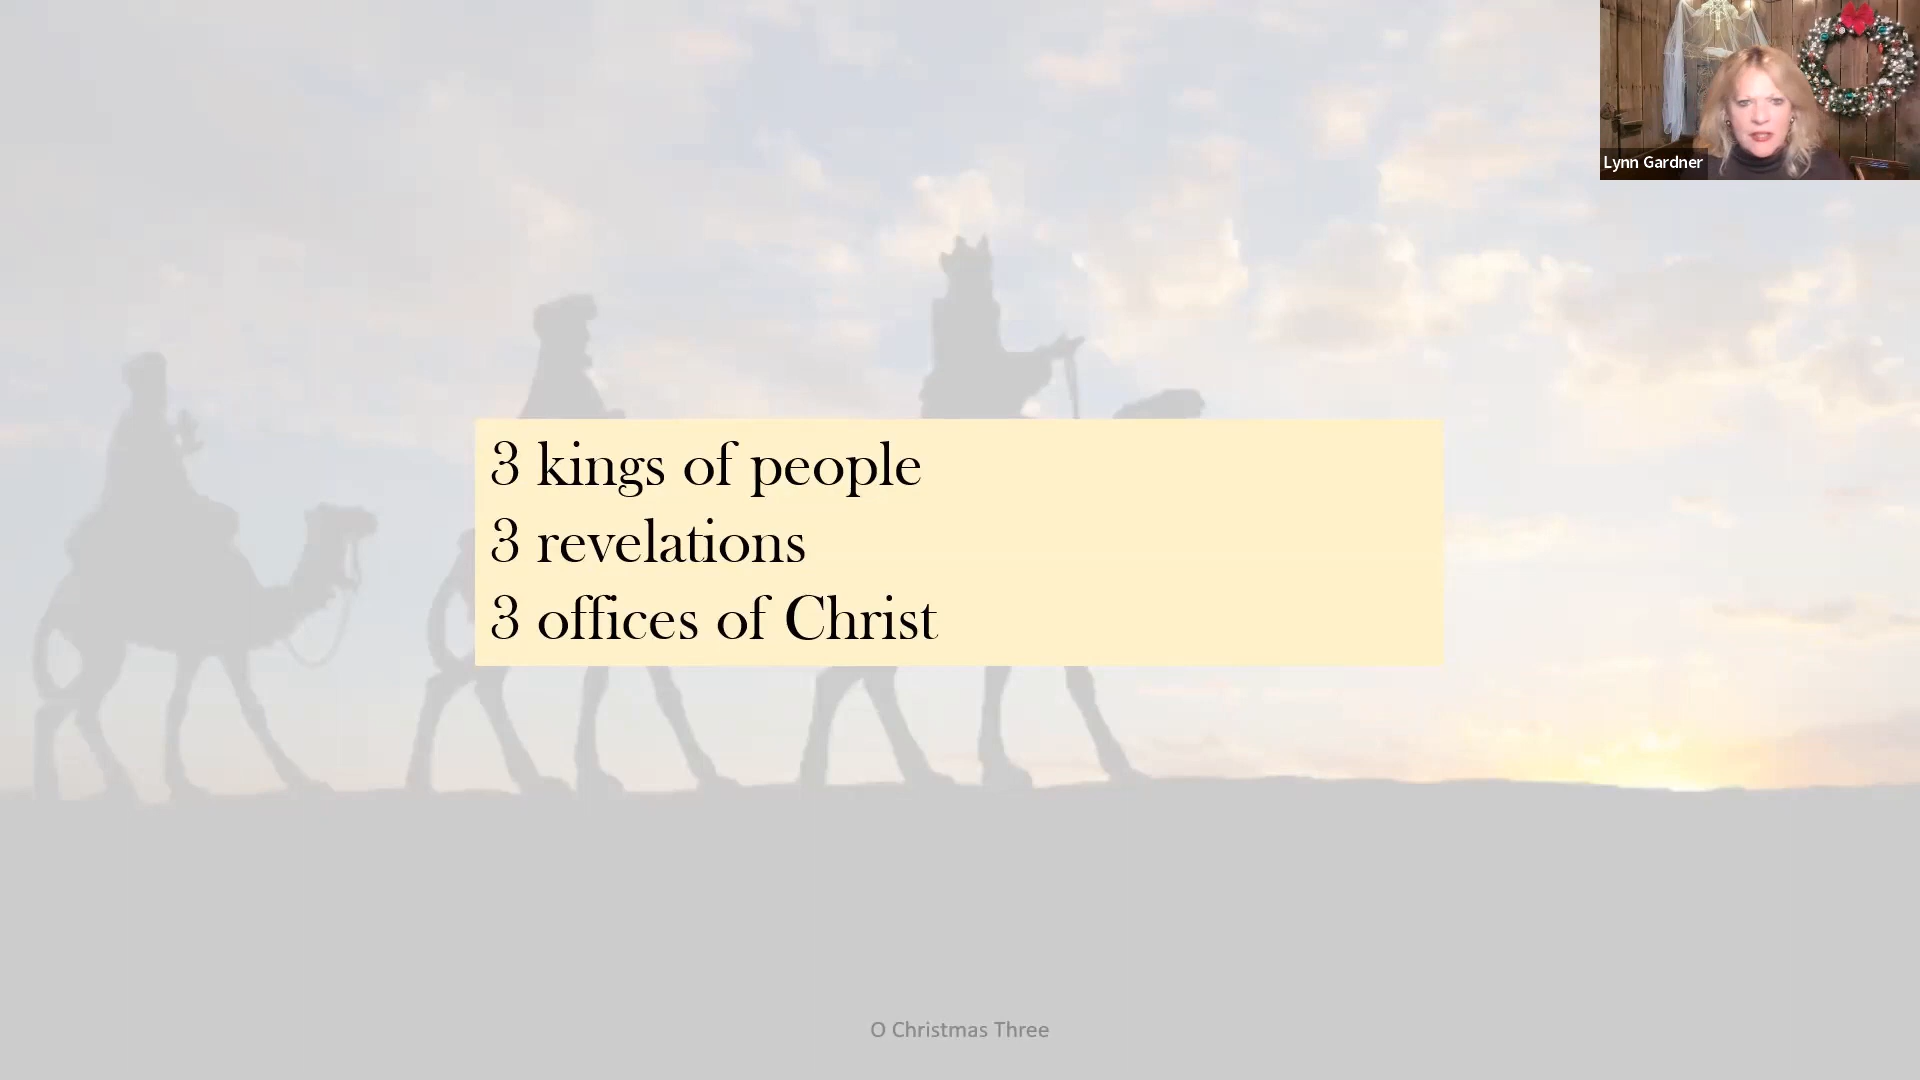 Lynn Gardner
3 kings of people
3 revelations
3 offices of Christ
O Christmas Three